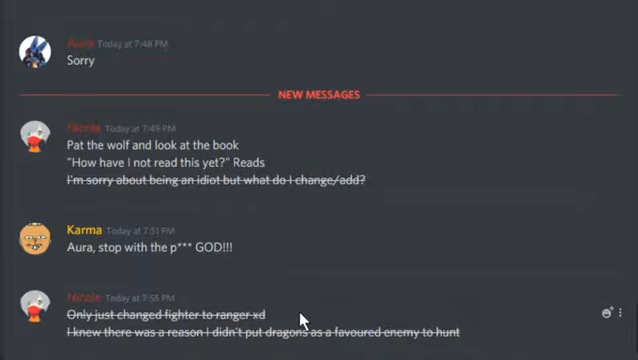 Today at 7:48 PM
Sorry
NEW MESSAGES
Nicole Today at 7:49 PM
Pat the wolf and look at the book
"How have I not read this yet?" Reads
I'm sorry about being an idiot but what do I change/add?
Karma Today at 7:51 PM
Aura, stop with the p*** GOD!!!
Nicole Today at 7:55 PM
Only just changed fighter to ranger xd
I knew there was a reason I didn't put dragons as a favoured enemy to hunt